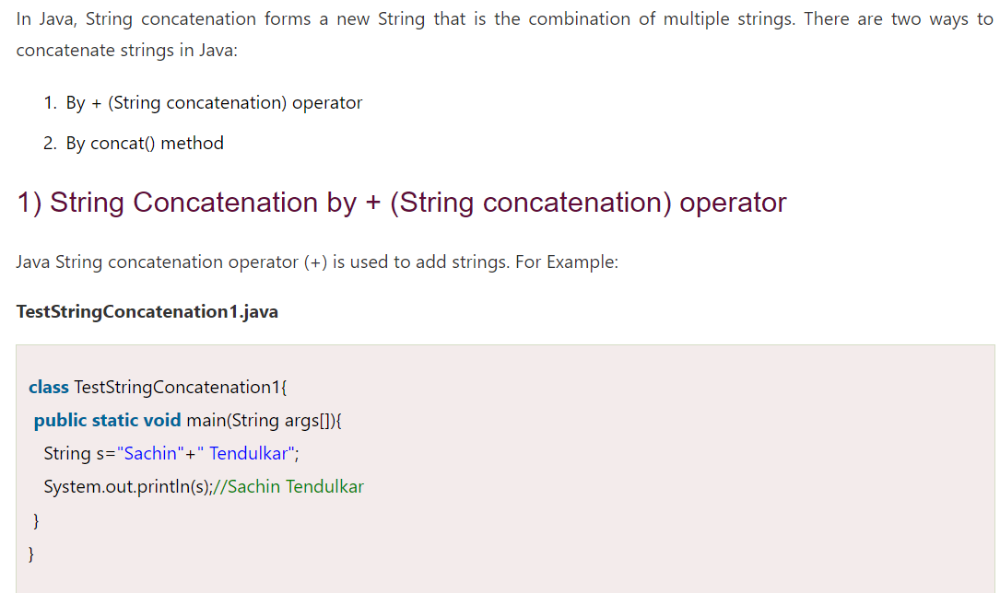 In Java, String concatenation forms a new String that is the combination of multiple strings. There are two ways to
concatenate strings in Java:
1. By + (String concatenation) operator
2. By concat() method
1) String Concatenation by + (String concatenation) operator
Java String concatenation operator (+) is used to add strings. For Example:
TestStringConcatenation1.java
class TestStringConcatenation1{
public static void main(String args[]){
String s="Sachin"+" Tendulkar";
System.out.println(s);//Sachin Tendulkar
}
}